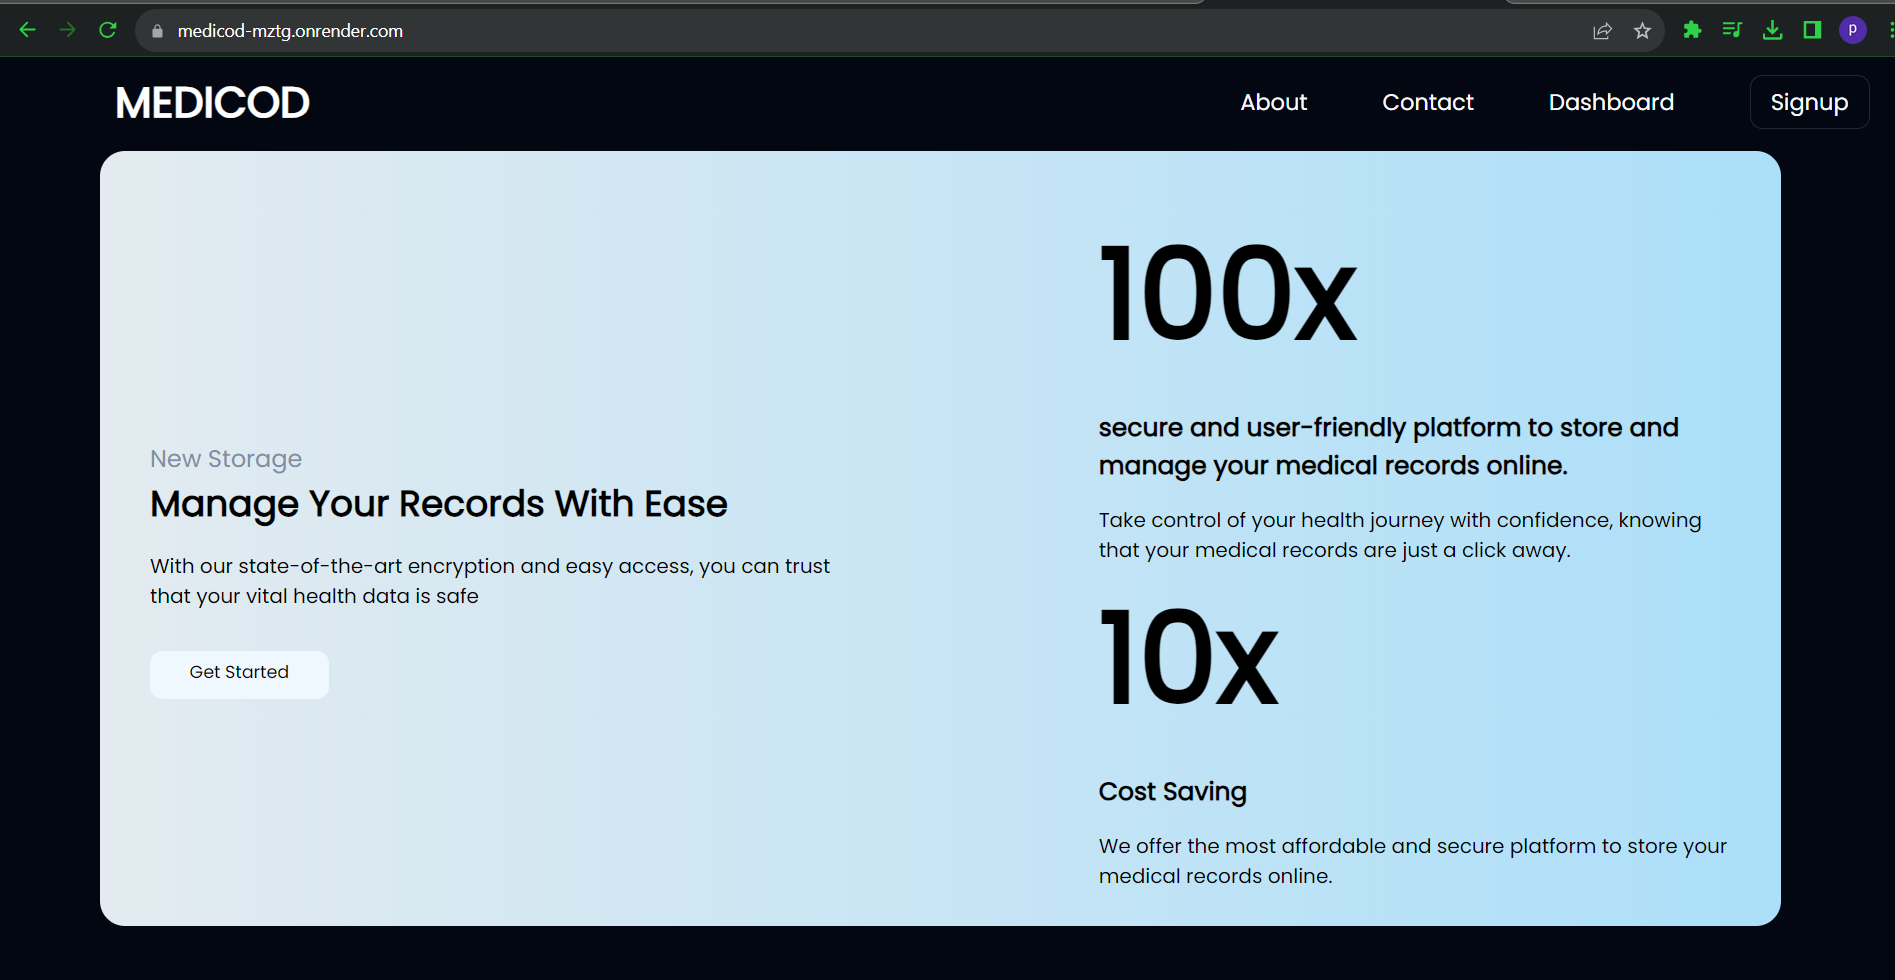 medicod-mztg.onrender.com
p
MEDICOD
About
Contact
Dashboard
Signup
New Storage
Manage Your Records With Ease
With our state-of-the-art encryption and easy access, you can trust
that your vital health data is safe
Get Started
100x
secure and user-friendly platform to store and
manage your medical records online.
Take control of your health journey with confidence, knowing
that your medical records are just a click away.
10x
Cost Saving
We offer the most affordable and secure platform to store your
medical records online.